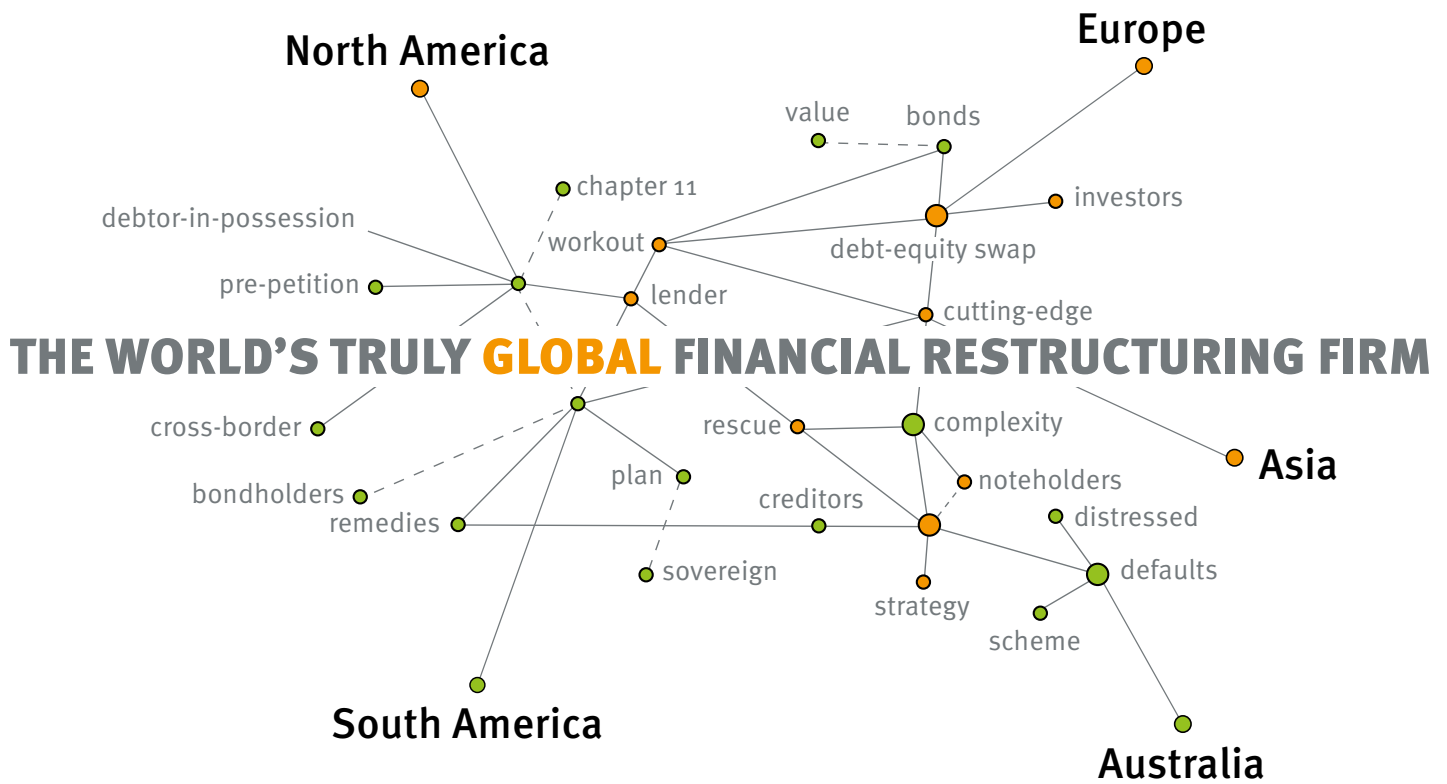 Europe
North America
value
bonds
chapter 11
investors
debtor-in-possession
workout
debt-equity swap
pre-petition
lender
cutting-edge
THE WORLD'S TRULY GLOBAL FINANCIAL RESTRUCTURING FIRM
cross-border
rescue
complexity
Asia
plan
noteholders
bondholders
creditors
remedies
distressed
sovereign
defaults
strategy
scheme
South America
Australia